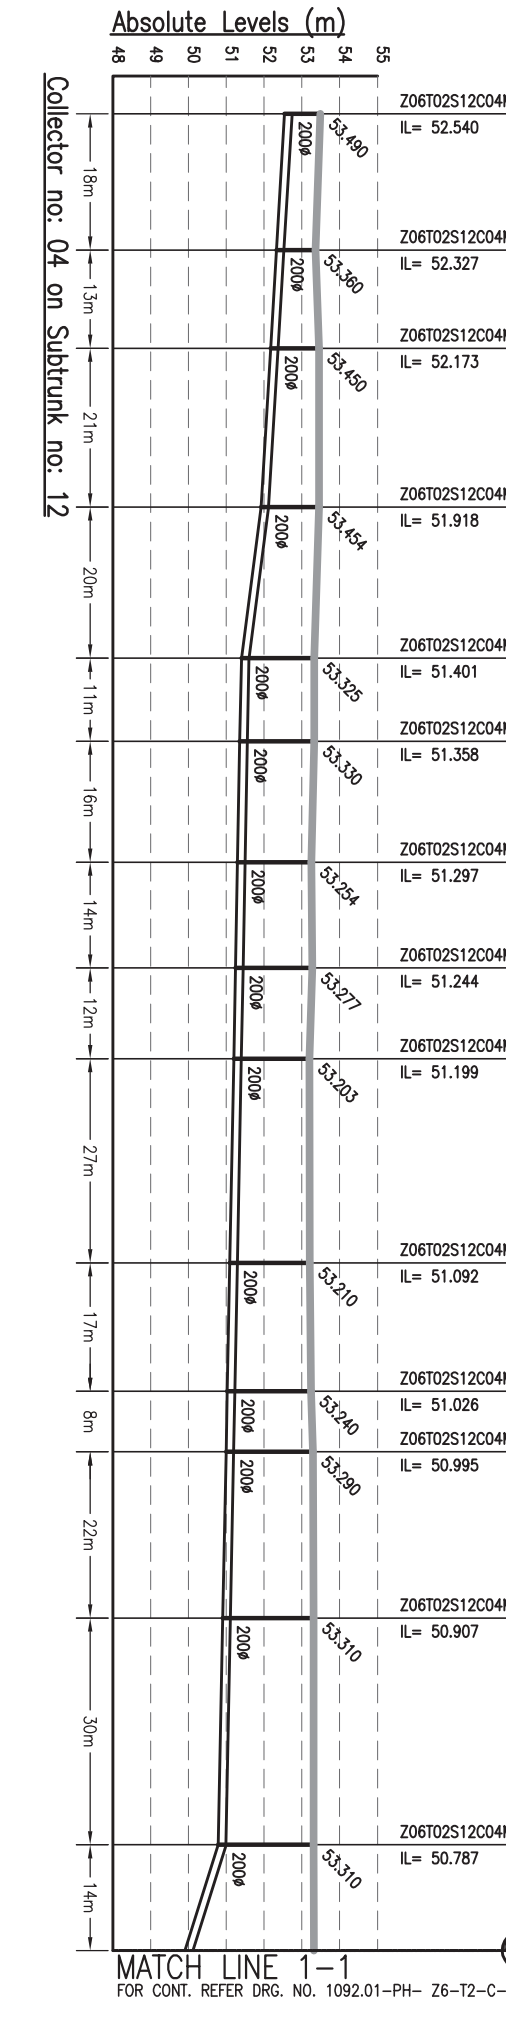 Absolute Levels (m)
48 49 50 51 52 53 54 55
Collector no: 04 on Subtrunk no: 12
Z06T02S12C04
IL= 52.540
53.490
200ø
18m
Z06T02S12C04
IL= 52.327
53.360
200ø
13m
Z06T02S12C04
IL= 52.173
53.450
200ø
21m
Z06T02S12C04
IL= 51.918
53.454
200ø
20m
Z06T02S12C04
IL= 51.401
53.325
200ø
11m
Z06T02S12C04
IL= 51.358
53.330
200ø
16m
Z06T02S12C04
IL= 51.297
53.254
200ø
14m
Z06T02S12C04
IL= 51.244
53.277
200ø
12m
Z06T02S12C04
IL= 51.199
53.203
200ø
27m
Z06T02S12C04
IL= 51.092
53.210
200ø
17m
Z06T02S12C04
IL= 51.026
53.240
200ø
8m
Z06T02S12C04
IL= 50.995
53.290
200ø
22m
Z06T02S12C04
IL= 50.907
53.310
200ø
30m
Z06T02S12C04
IL= 50.787
53.310
200ø
14m
MATCH LINE 1-1
FOR CONT. REFER DRG. NO. 1092.01-PH- Z6-T2-C-